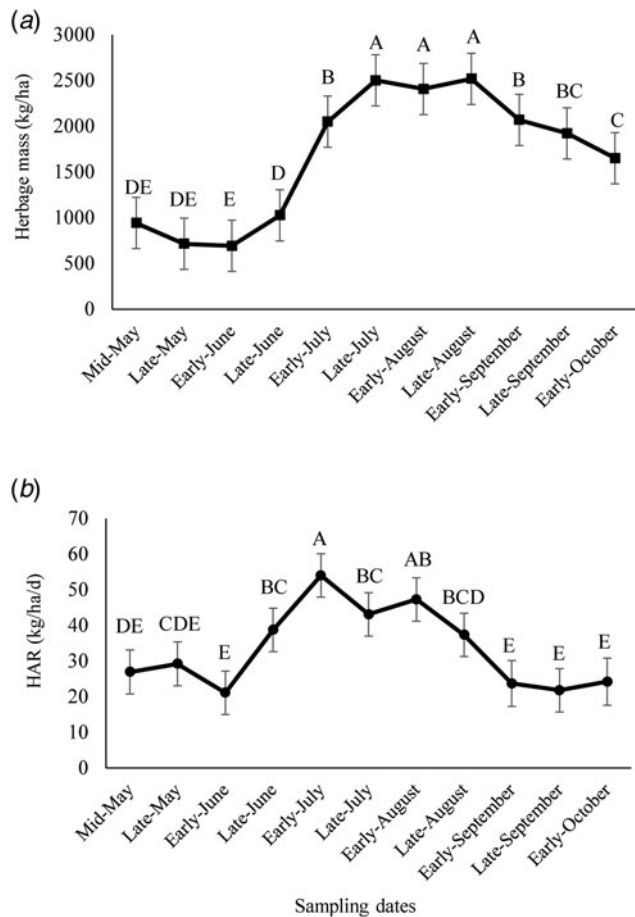 (a)
Herbage mass (kg/ha)
3000
2500
2000
1500
1000
500
0
DE
DE
E
D
B
A
A
A
B
BC
C
Mid-May
Late-May
Early-June
Late-June
Early-July
Late-July
Early-August
Late-August
Early-September
Late-September
Early-October
(b)
HAR (kg/ha/d)
70
60
50
40
30
20
10
0
DE
CDE
E
BC
A
BC
AB
BCD
E
E
E
Mid-May
Late-May
Early-June
Late-June
Early-July
Late-July
Early-August
Late-August
Early-September
Late-September
Early-October
Sampling dates